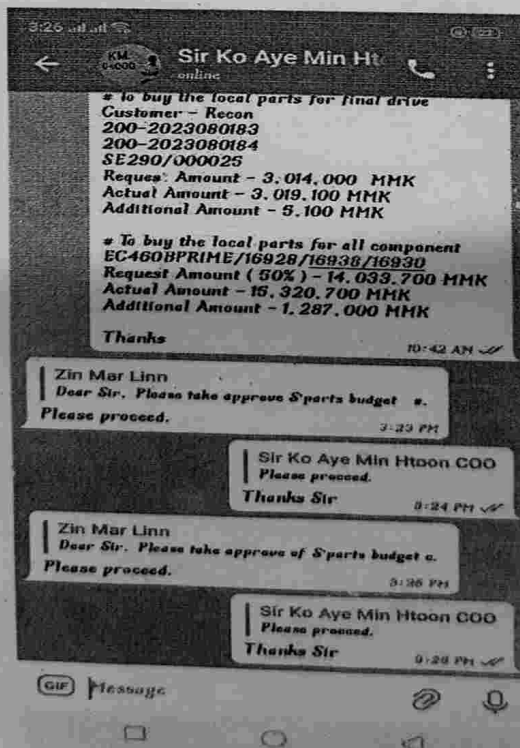 3:26
KM
Sir Ko Aye Min Ht
online
# To buy the local parts for final drive
Customer - Recon
200-2023080183
200-2023080184
SE290/000025
Request Amount - 3,014,000 MMK
Actual Amount - 3,019,100 MMK
Additional Amount - 5,100 MMK
# To buy the local parts for all component
EC460BPRIME/16928/16938/16930
Request Amount ( 50% ) - 14,033,700 MMK
Actual Amount - 15,320,700 MMK
Additional Amount - 1,287,000 MMK
Thanks
10:42 AM
Zin Mar Linn
Dear Sir. Please take approve S'parts budget
Please proceed.
3:23 PM
Sir Ko Aye Min Htoon COO
Please proceed.
Thanks Sir
3:24 PM
Zin Mar Linn
Dear Sir. Please take approve of S'parts budget
Please proceed.
PM
Sir Ko Aye Min Htoon COO
Please proceed.
Thanks Sir
PM
GIF Message